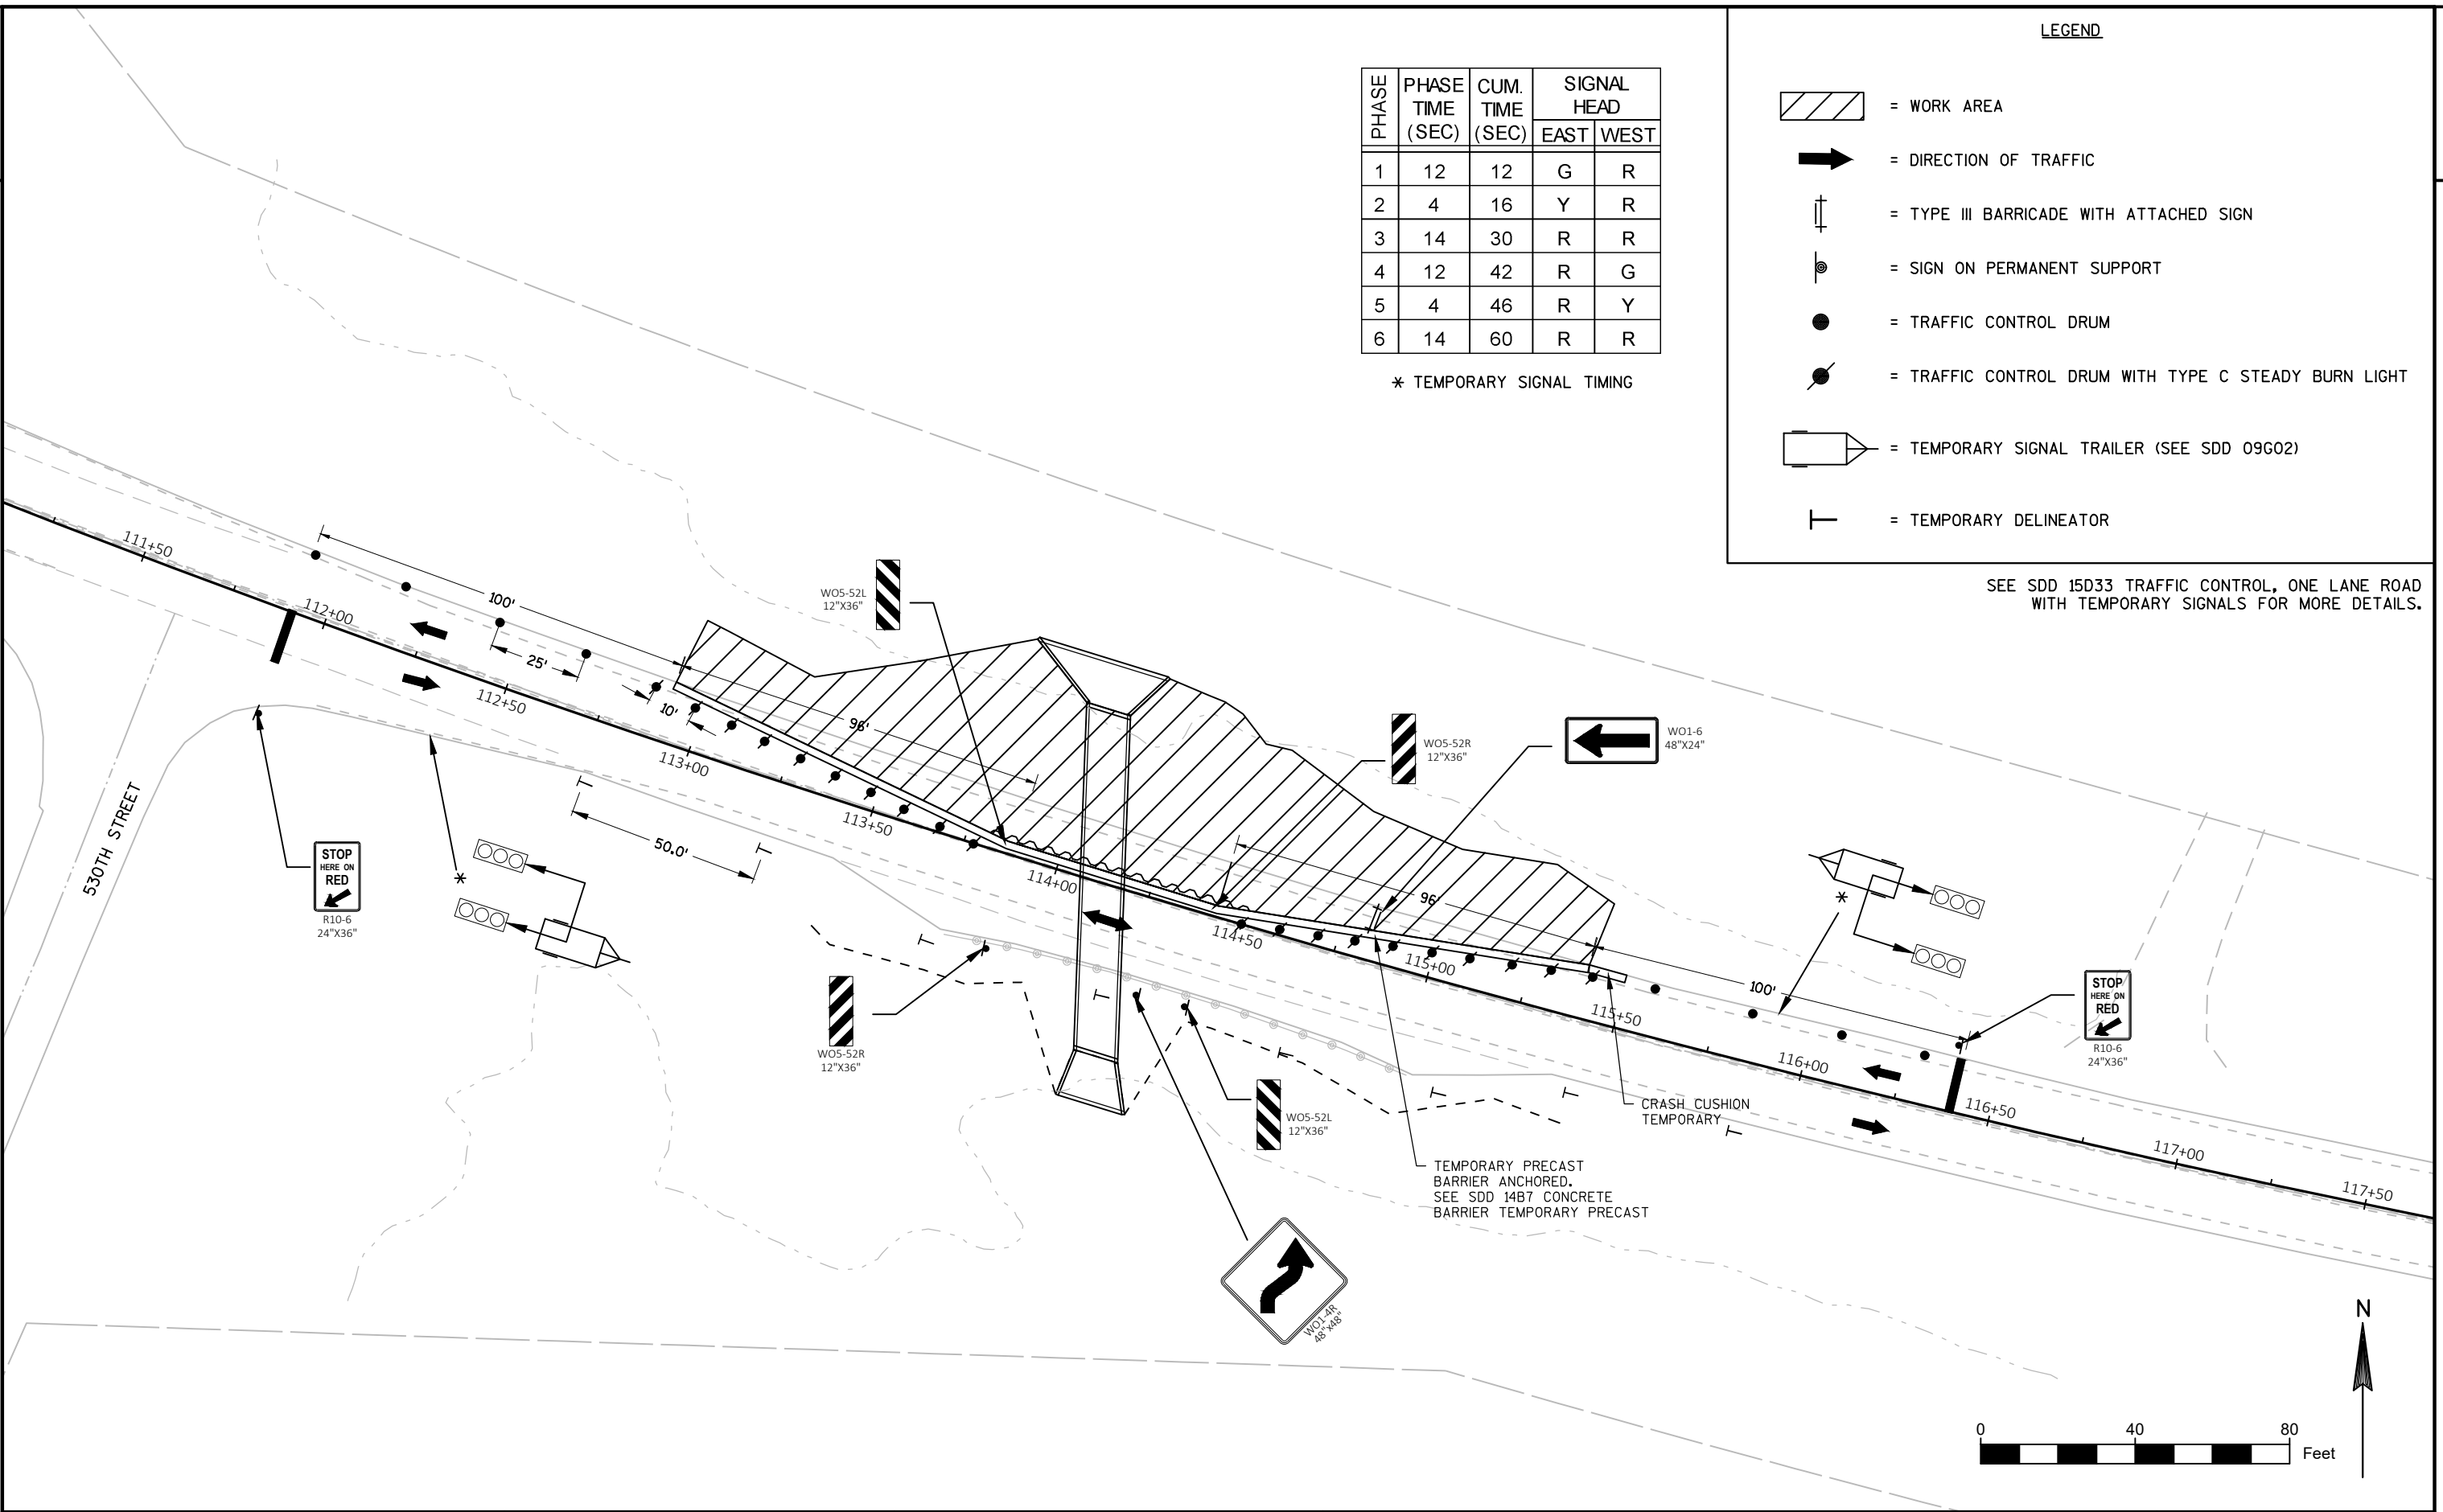 LEGEND
= WORK AREA
= DIRECTION OF TRAFFIC
= TYPE III BARRICADE WITH ATTACHED SIGN
= SIGN ON PERMANENT SUPPORT
= TRAFFIC CONTROL DRUM
= TRAFFIC CONTROL DRUM WITH TYPE C STEADY BURN LIGHT
= TEMPORARY SIGNAL TRAILER (SEE SDD 09G02)
= TEMPORARY DELINEATOR
SEE SDD 15D33 TRAFFIC CONTROL, ONE LANE ROAD
WITH TEMPORARY SIGNALS FOR MORE DETAILS.
PHASE
PHASE TIME (SEC)
CUM. TIME (SEC)
SIGNAL HEAD
EAST WEST
1 12 12 G R
2 4 16 Y R
3 14 30 R R
4 12 42 R G
5 4 46 R Y
6 14 60 R R
* TEMPORARY SIGNAL TIMING
111+50
112+00
112+50
113+00
113+50
114+00
114+50
115+00
115+50
116+00
116+50
117+00
117+50
100'
25'
10'
96'
50.0'
96'
100'
530TH STREET
WO5-52L
12"X36"
WO5-52R
12"X36"
WO1-6
48"X24"
STOP
HERE ON
RED
R10-6
24"X36"
*
WO5-52R
12"X36"
WO5-52L
12"X36"
WO1-4R
48"x48"
*
STOP
HERE ON
RED
R10-6
24"X36"
CRASH CUSHION
TEMPORARY
TEMPORARY PRECAST
BARRIER ANCHORED.
SEE SDD 14B7 CONCRETE
BARRIER TEMPORARY PRECAST
N
0 40 80
Feet